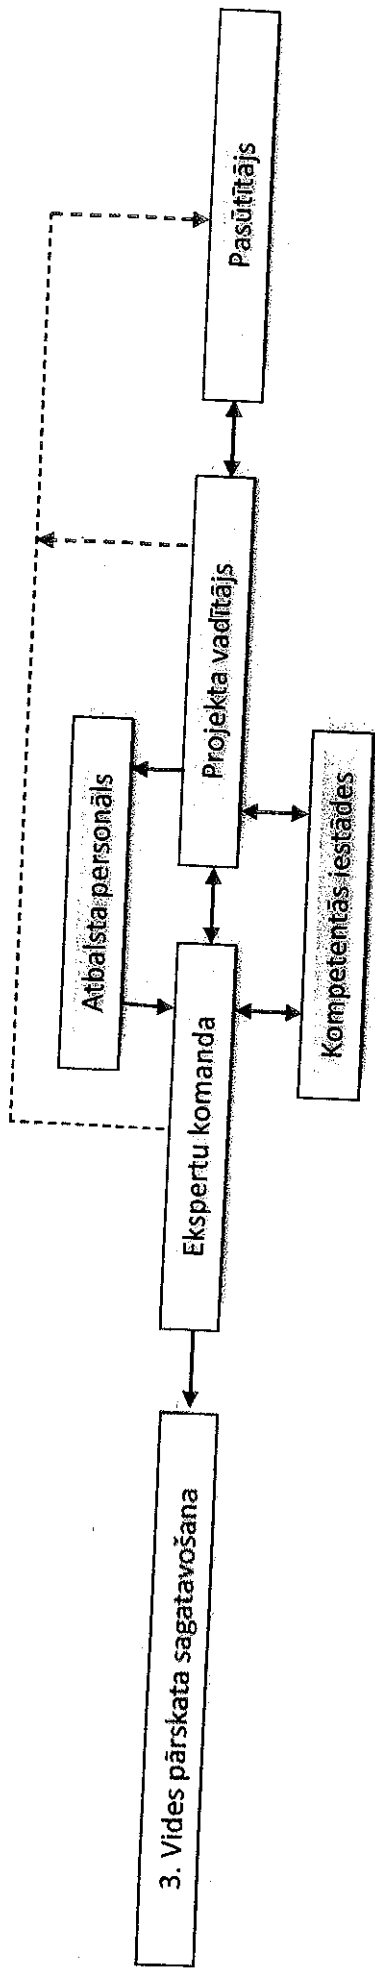 3. Vides pārskata sagatavošana
Ekspertu komanda
Atbalsta personāls
Kompetentās iestādes
Projekta vadītājs
Pasūtītājs